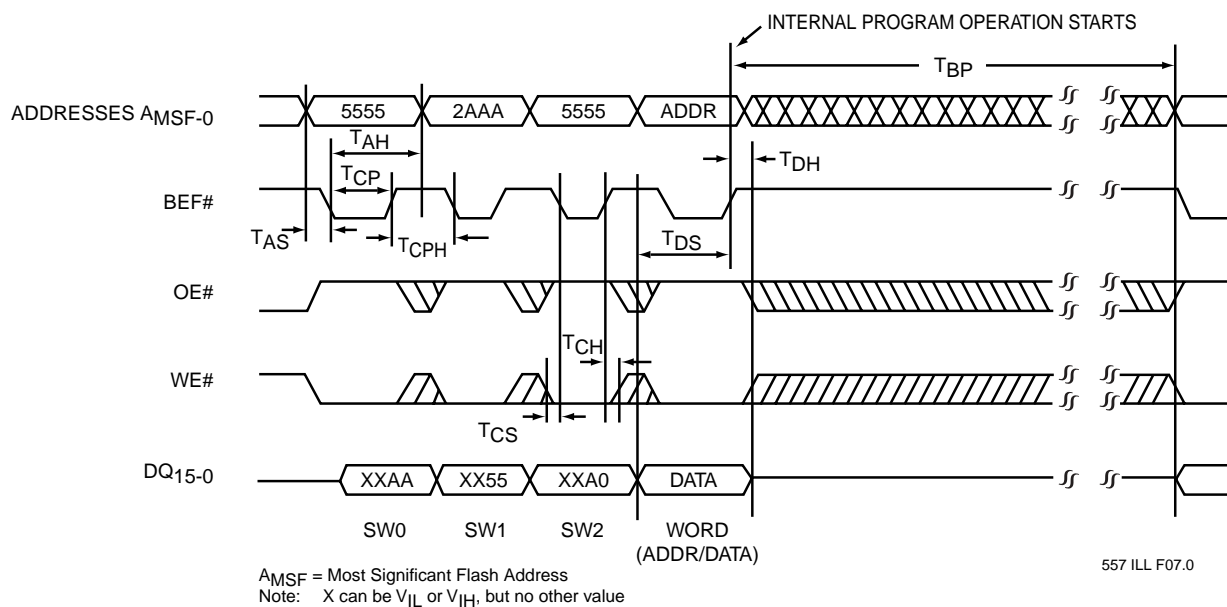 INTERNAL PROGRAM OPERATION STARTS
TBP
ADDRESSES AMSF-0
5555
2AAA
5555
ADDR
TAH
TDH
TCP
BEF#
TAS
TCPH
TDS
OE#
TCH
WE#
TCS
DQ15-0
XXAA
XX55
XXA0
DATA
SW0
SW1
SW2
WORD
(ADDR/DATA)
AMSF = Most Significant Flash Address
Note: X can be VIL or VIH, but no other value
557 ILL F07.0